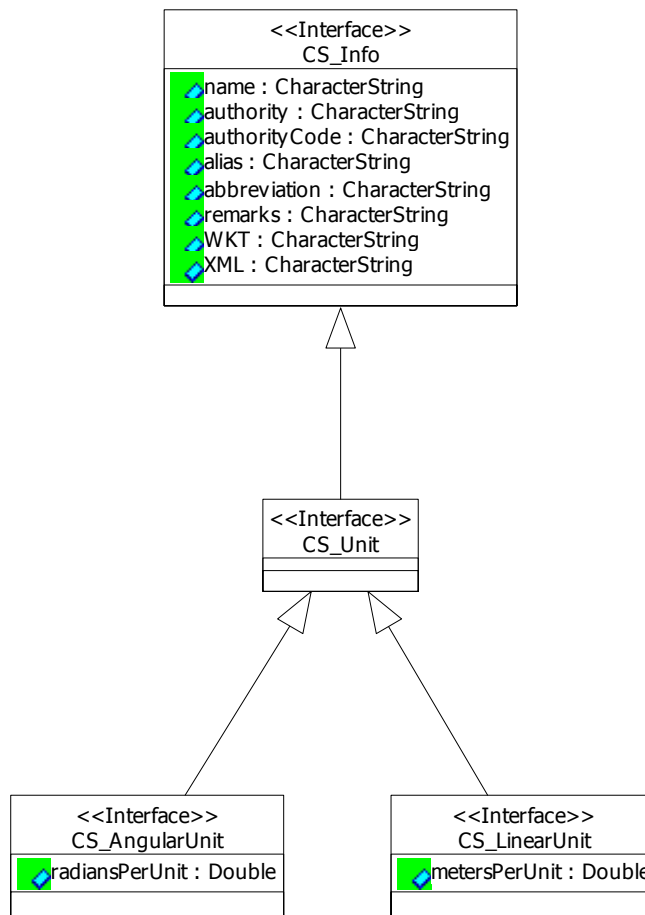 <<Interface>>
CS_Info
name : CharacterString
authority : CharacterString
authorityCode : CharacterString
alias : CharacterString
abbreviation : CharacterString
remarks : CharacterString
WKT : CharacterString
XML : CharacterString
<<Interface>>
CS_Unit
<<Interface>>
CS_AngularUnit
radiansPerUnit : Double
<<Interface>>
CS_LinearUnit
metersPerUnit : Double